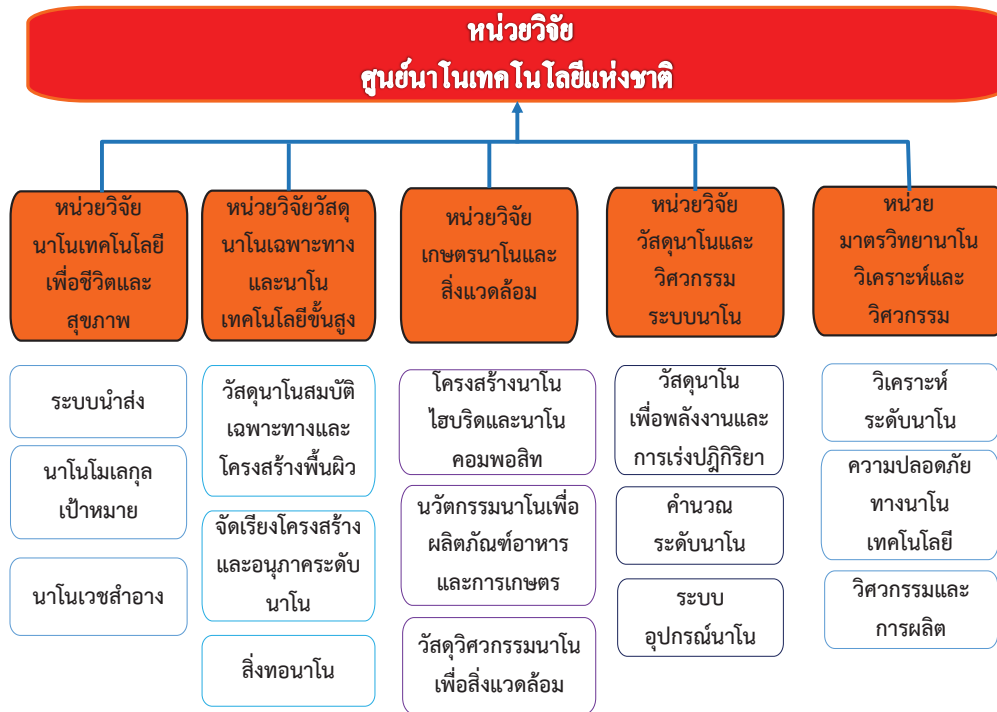 หน่วยวิจัย
ศูนย์นาโนเทคโนโลยีแห่งชาติ
หน่วยวิจัย
นาโนเทคโนโลยี
เพื่อชีวิตและ
สุขภาพ
ระบบนำส่ง
นาโนโมเลกุล
เป้าหมาย
นาโนเวชสำอาง
หน่วยวิจัยวัสดุ
นาโนเฉพาะทาง
และนาโน
เทคโนโลยีขั้นสูง
วัสดุนาโนสมบัติ
เฉพาะทางและ
โครงสร้างพื้นผิว
จัดเรียงโครงสร้าง
และอนุภาคระดับ
นาโน
สิ่งทอนาโน
หน่วยวิจัย
เกษตรนาโนและ
สิ่งแวดล้อม
โครงสร้างนาโน
ไฮบริดและนาโน
คอมพอสิท
นวัตกรรมนาโนเพื่อ
ผลิตภัณฑ์อาหาร
และการเกษตร
วัสดุวิศวกรรมนาโน
เพื่อสิ่งแวดล้อม
หน่วยวิจัย
วัสดุนาโนและ
วิศวกรรม
ระบบนาโน
วัสดุนาโน
เพื่อพลังงานและ
การเร่งปฎิกิริยา
คำนวณ
ระดับนาโน
ระบบ
อุปกรณ์นาโน
หน่วย
มาตรวิทยานาโน
วิเคราะห์และ
วิศวกรรม
วิเคราะห์
ระดับนาโน
ความปลอดภัย
ทางนาโน
เทคโนโลยี
วิศวกรรมและ
การผลิต